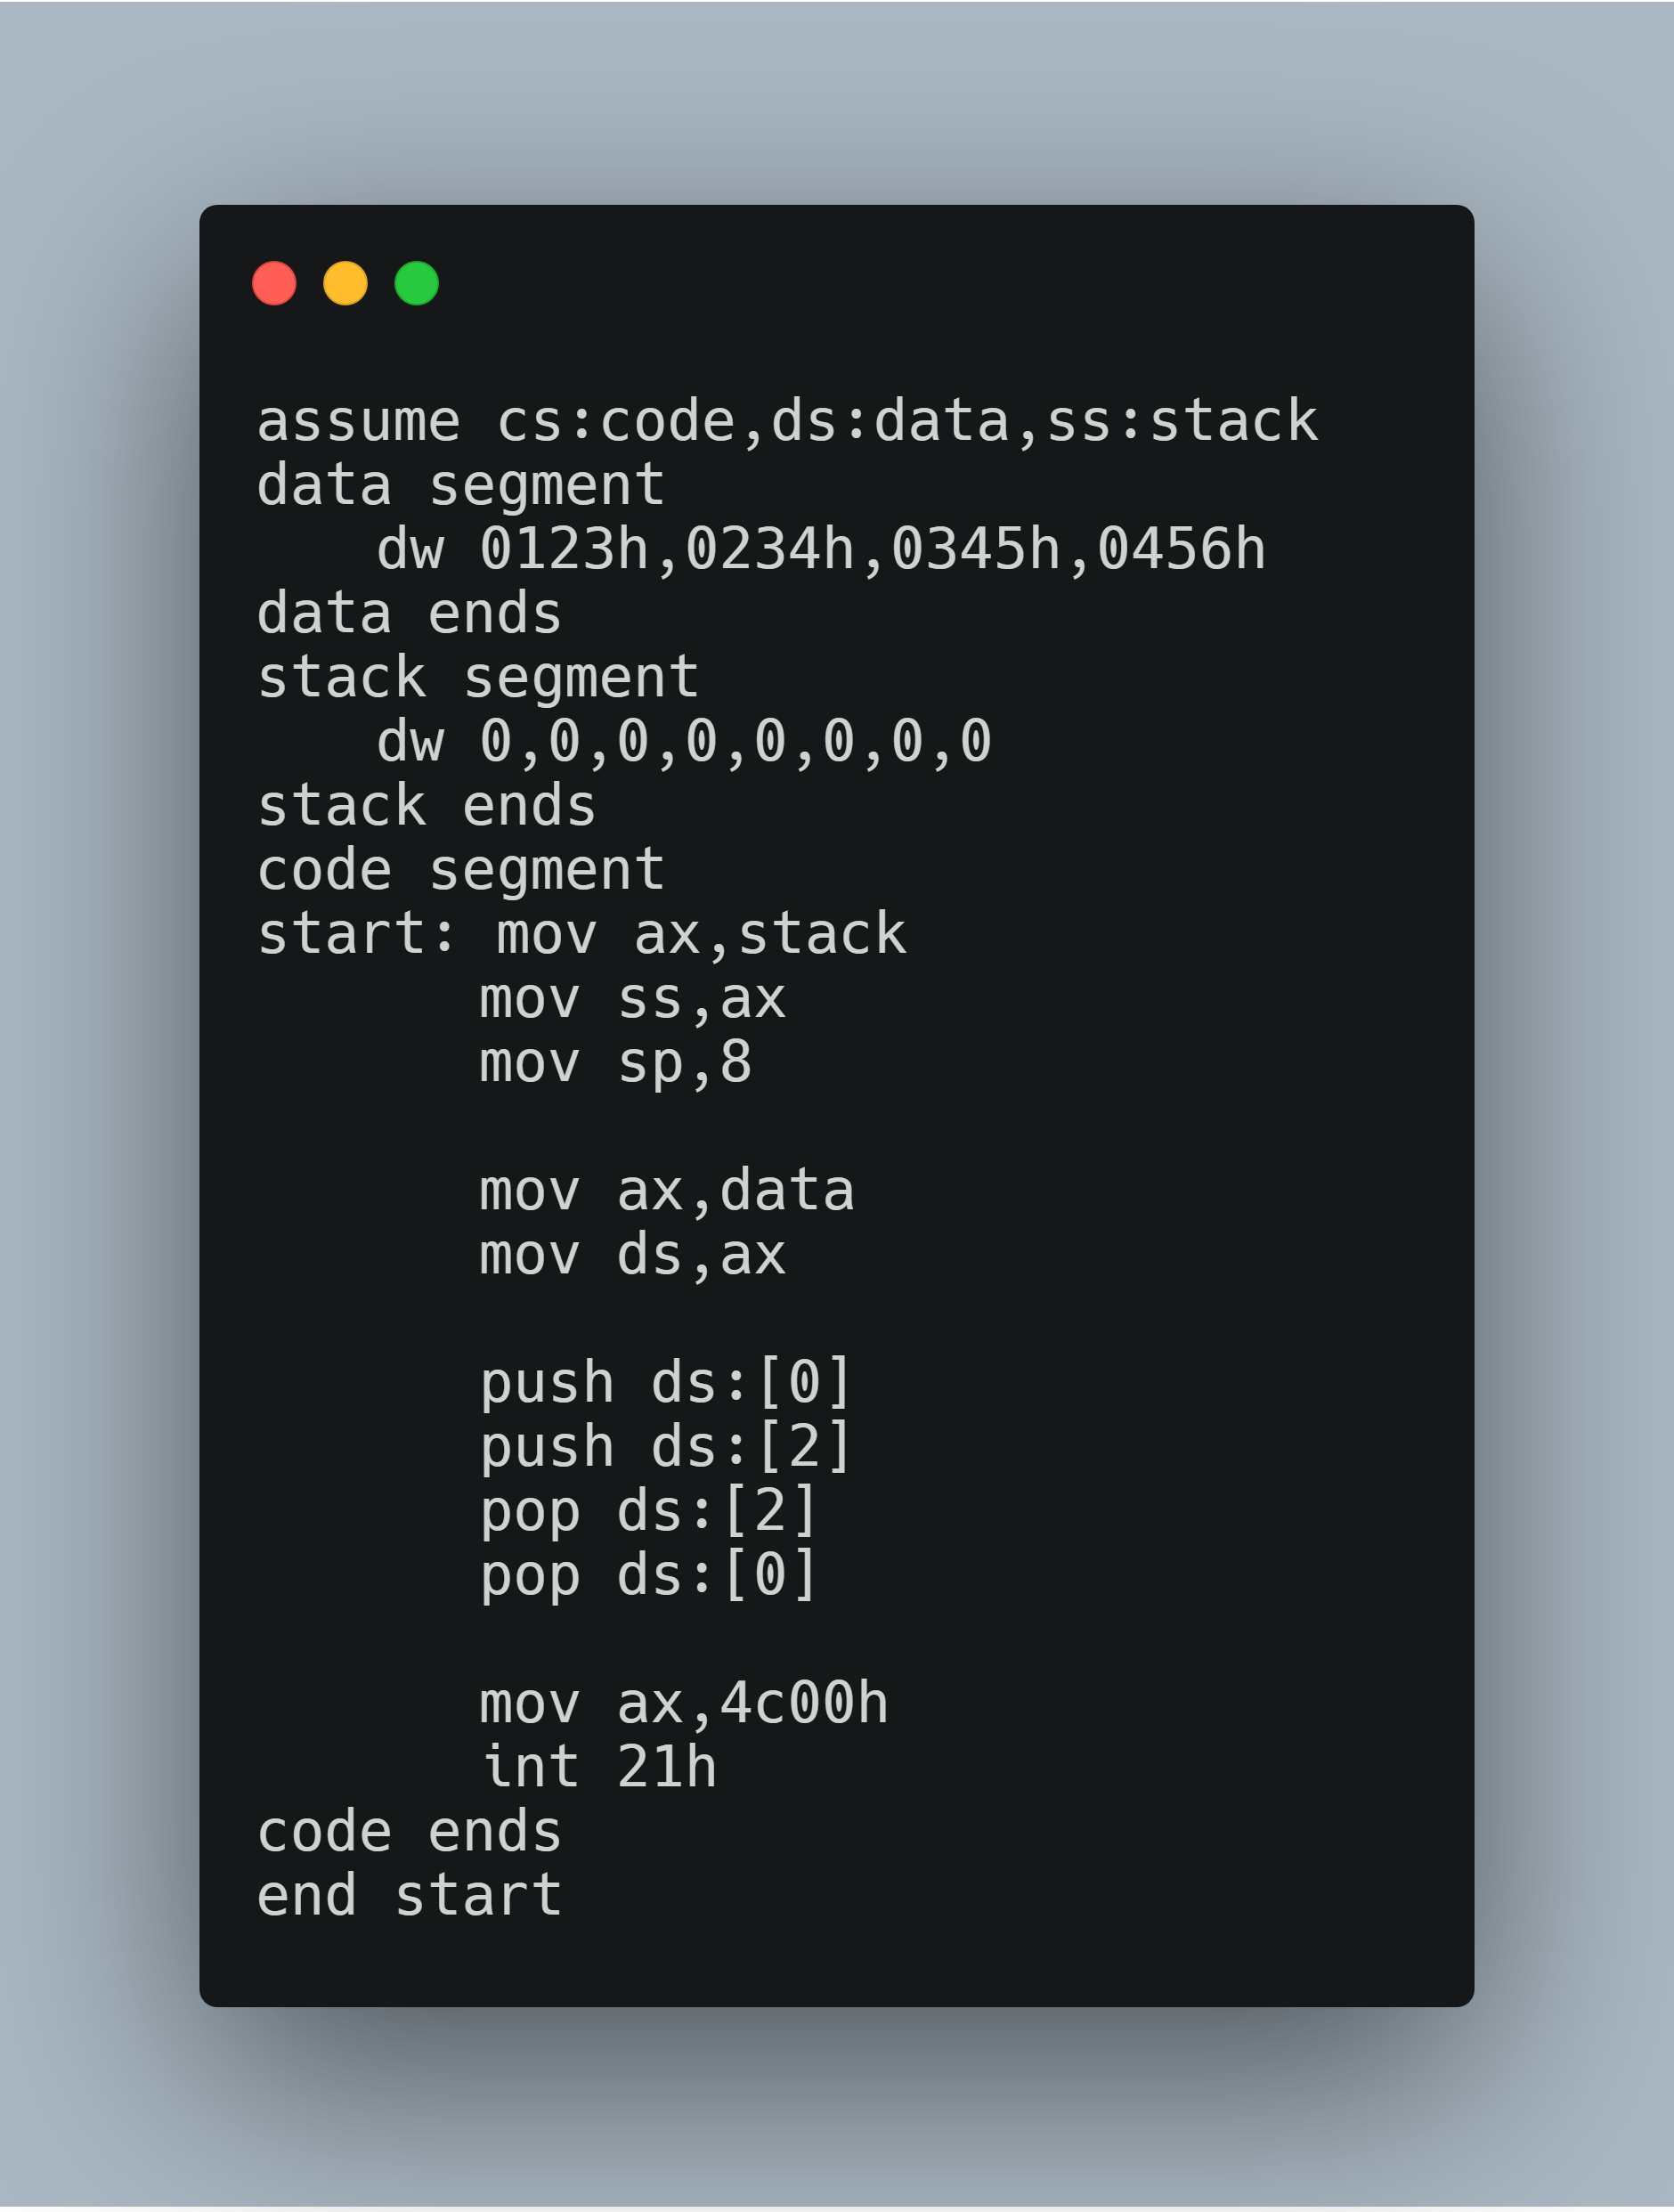 assume cs:code,ds:data,ss:stack
data segment
    dw 0123h,0234h,0345h,0456h
data ends
stack segment
    dw 0,0,0,0,0,0,0,0
stack ends
code segment
start: mov ax,stack
       mov ss,ax
       mov sp,8

       mov ax,data
       mov ds,ax

       push ds:[0]
       push ds:[2]
       pop ds:[2]
       pop ds:[0]

       mov ax,4c00h
       int 21h
code ends
end start